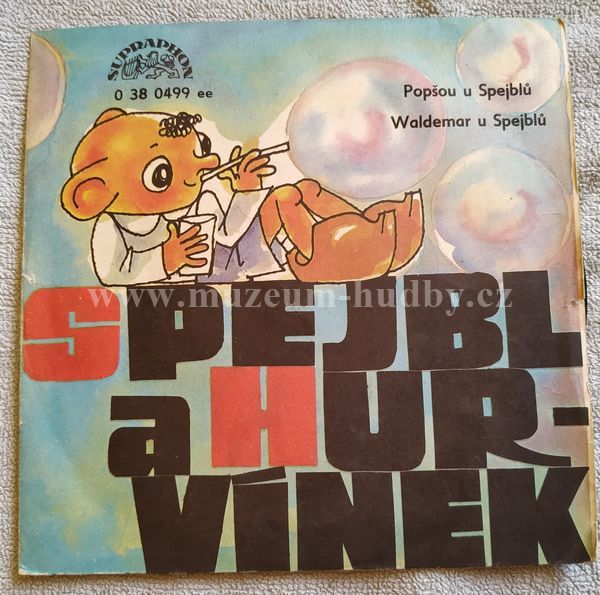 SUPRAPHON
0 38 0499 ee
Popšou u Spejblů
Waldemar u Spejblů
www.muzeum-hudby.cz
SPEJBL
a HUR-
VÍNEK